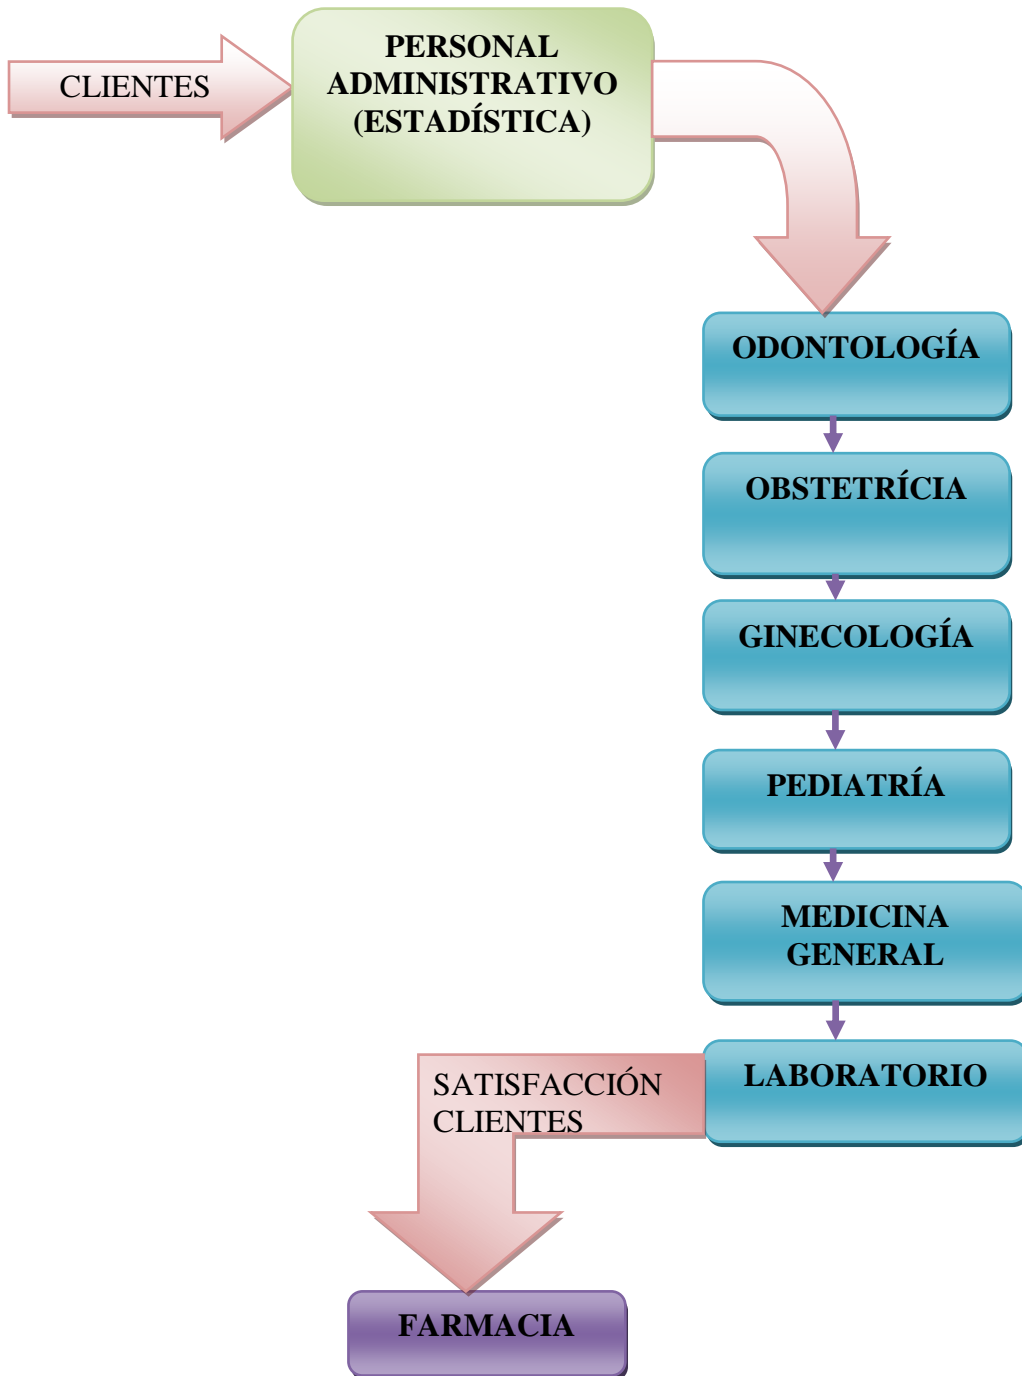 CLIENTES
PERSONAL
ADMINISTRATIVO
(ESTADÍSTICA)
ODONTOLOGÍA
OBSTETRÍCIA
GINECOLOGÍA
PEDIATRÍA
MEDICINA
GENERAL
LABORATORIO
SATISFACCIÓN
CLIENTES
FARMACIA